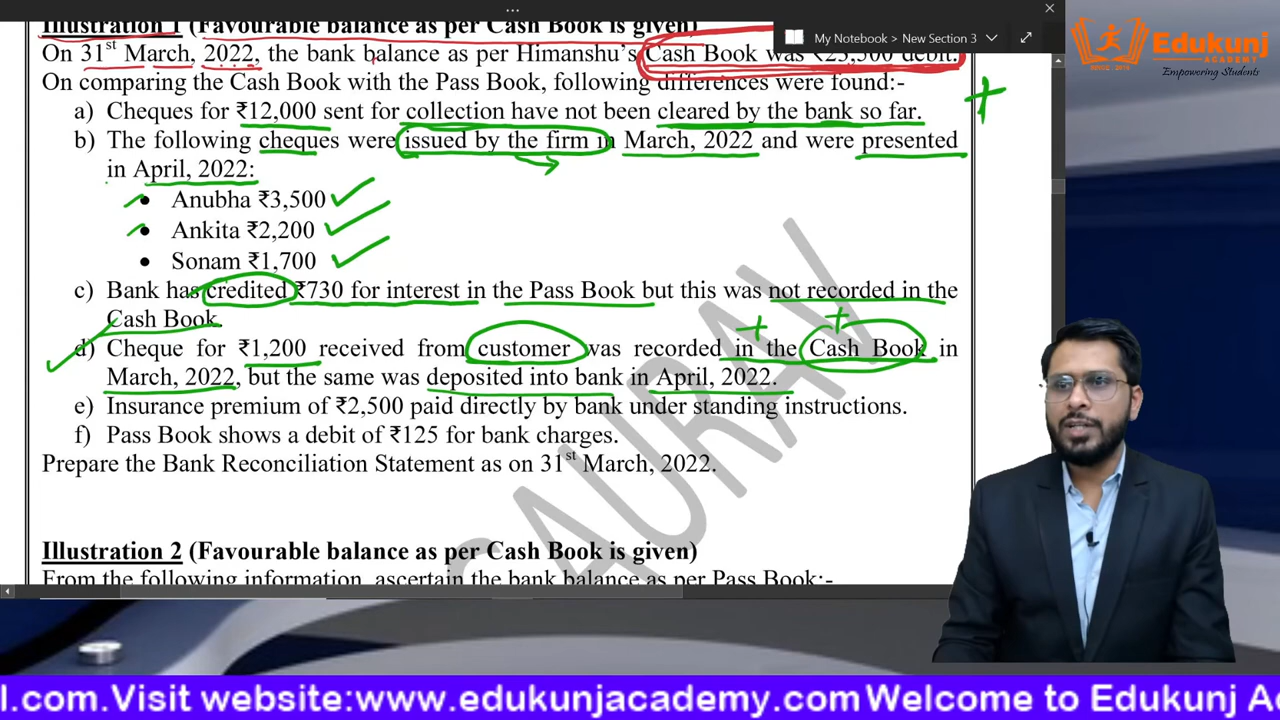 Illustration 1 (Favourable balance as per Cash Book is given)
My Notebook > New Section 3
On 31st March, 2022, the bank balance as per Himanshu's Cash Book was debit.
On comparing the Cash Book with the Pass Book, following differences were found:-
a) Cheques for ₹12,000 sent for collection have not been cleared by the bank so far.
b) The following cheques were issued by the firm in March, 2022 and were presented
in April, 2022:
• Anubha ₹3,500
• Ankita ₹2,200
• Sonam ₹1,700
c) Bank has credited ₹730 for interest in the Pass Book but this was not recorded in the
Cash Book.
d) Cheque for ₹1,200 received from customer was recorded in the Cash Book in
March, 2022, but the same was deposited into bank in April, 2022.
e) Insurance premium of ₹2,500 paid directly by bank under standing instructions.
f) Pass Book shows a debit of ₹125 for bank charges.
Prepare the Bank Reconciliation Statement as on 31st March, 2022.
Illustration 2 (Favourable balance as per Cash Book is given)
From the following information, ascertain the bank balance as per Pass Book:-
GAURAV
+
+
+
Edukunj
ACADEMY
Empowering Students
l.com.Visit website:www.edukunjacademy.comWelcome to Edukunj A